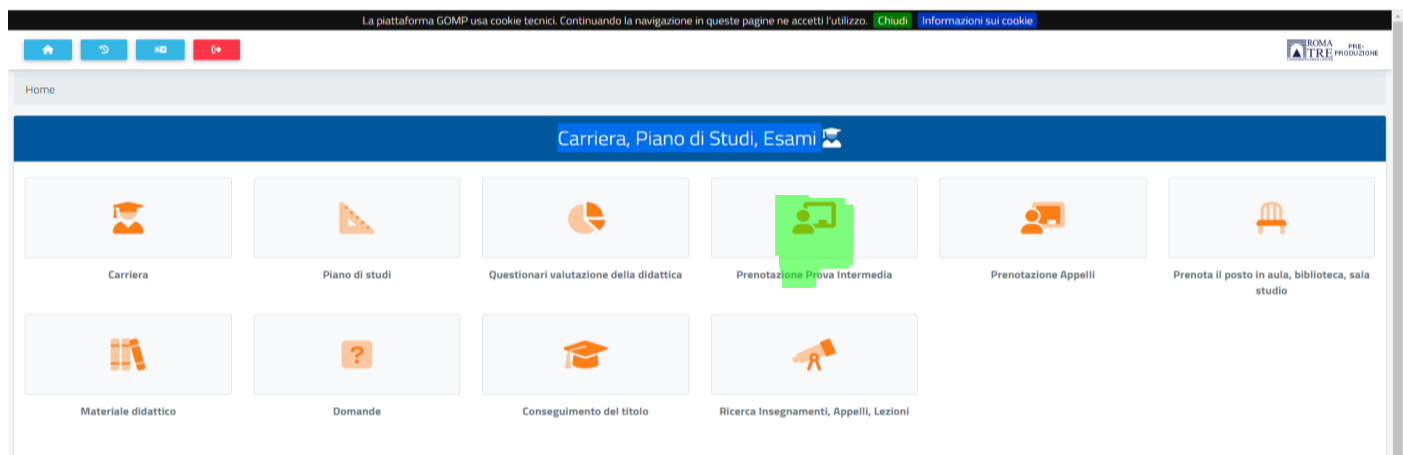 La piattaforma GOMP usa cookie tecnici. Continuando la navigazione in queste pagine ne accetti l'utilizzo. Chiudi Informazioni sui cookie
ROMA TRE PRE-PRODUZIONE
Home
Carriera, Piano di Studi, Esami
Carriera
Piano di studi
Questionari valutazione della didattica
Prenotazione Prova Intermedia
Prenotazione Appelli
Prenota il posto in aula, biblioteca, sala
studio
?
Materiale didattico
Domande
Conseguimento del titolo
Ricerca Insegnamenti, Appelli, Lezioni